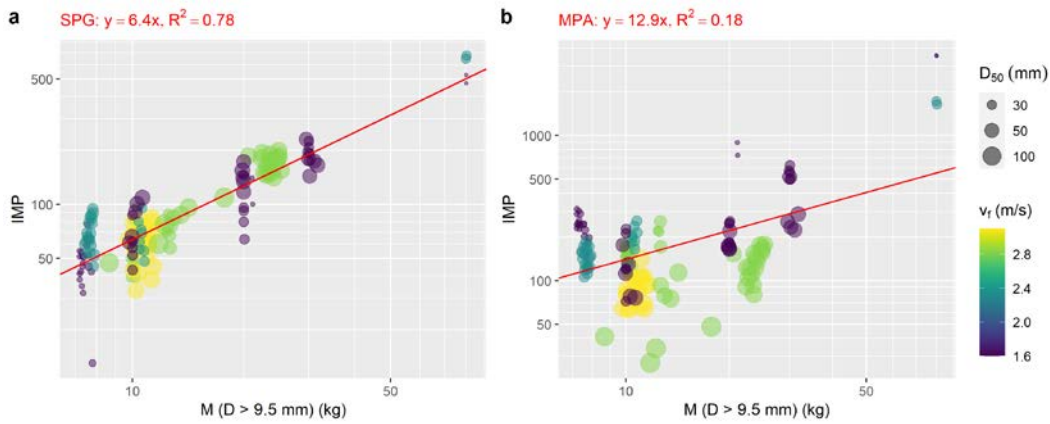 a
SPG: y = 6.4x, R² = 0.78
500
100
50
IMP
10
50
M (D > 9.5 mm) (kg)
b
MPA: y = 12.9x, R² = 0.18
1000
500
100
50
IMP
10
50
M (D > 9.5 mm) (kg)
D₅₀ (mm)
30
50
100
v_f (m/s)
2.8
2.4
2.0
1.6